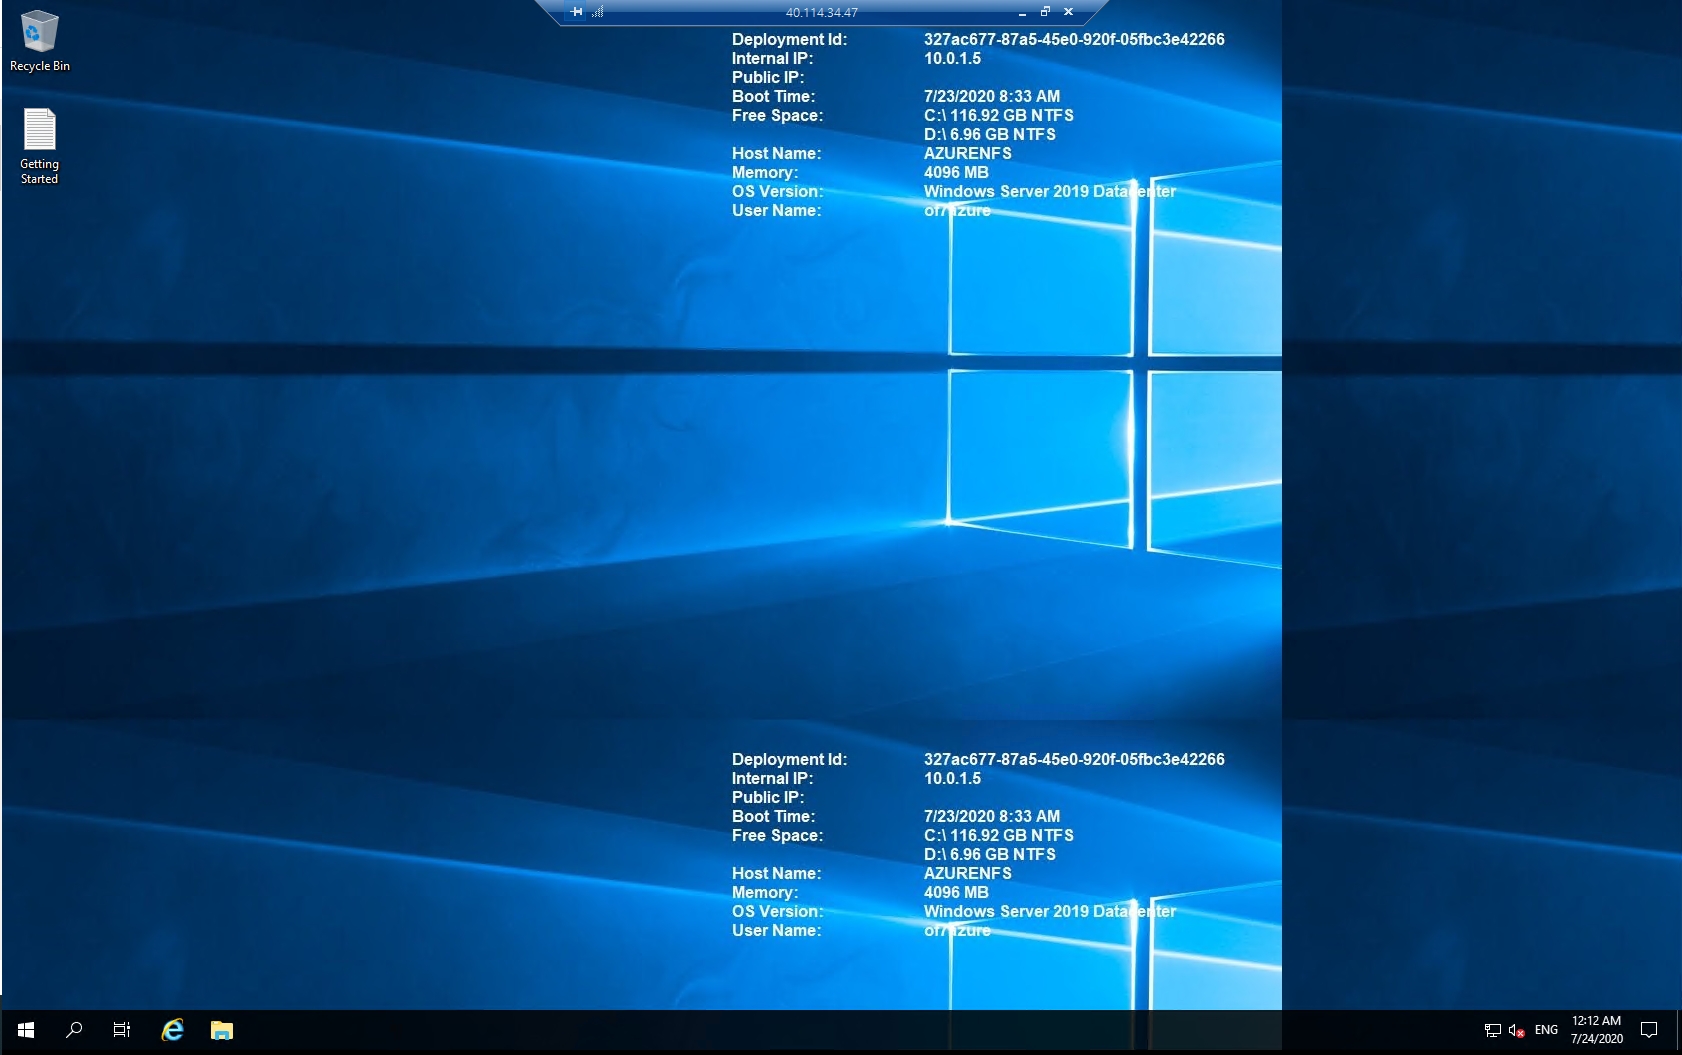 40.114.34.47
Recycle Bin
Getting
Started
Deployment Id: 327ac677-87a5-45e0-920f-05fbc3e42266
Internal IP: 10.0.1.5
Public IP:
Boot Time: 7/23/2020 8:33 AM
Free Space: C:\ 116.92 GB NTFS
D:\ 6.96 GB NTFS
Host Name: AZURENFS
Memory: 4096 MB
OS Version: Windows Server 2019 Datacenter
User Name: of7azure
Deployment Id: 327ac677-87a5-45e0-920f-05fbc3e42266
Internal IP: 10.0.1.5
Public IP:
Boot Time: 7/23/2020 8:33 AM
Free Space: C:\ 116.92 GB NTFS
D:\ 6.96 GB NTFS
Host Name: AZURENFS
Memory: 4096 MB
OS Version: Windows Server 2019 Datacenter
User Name: of7azure
ENG
12:12 AM
7/24/2020